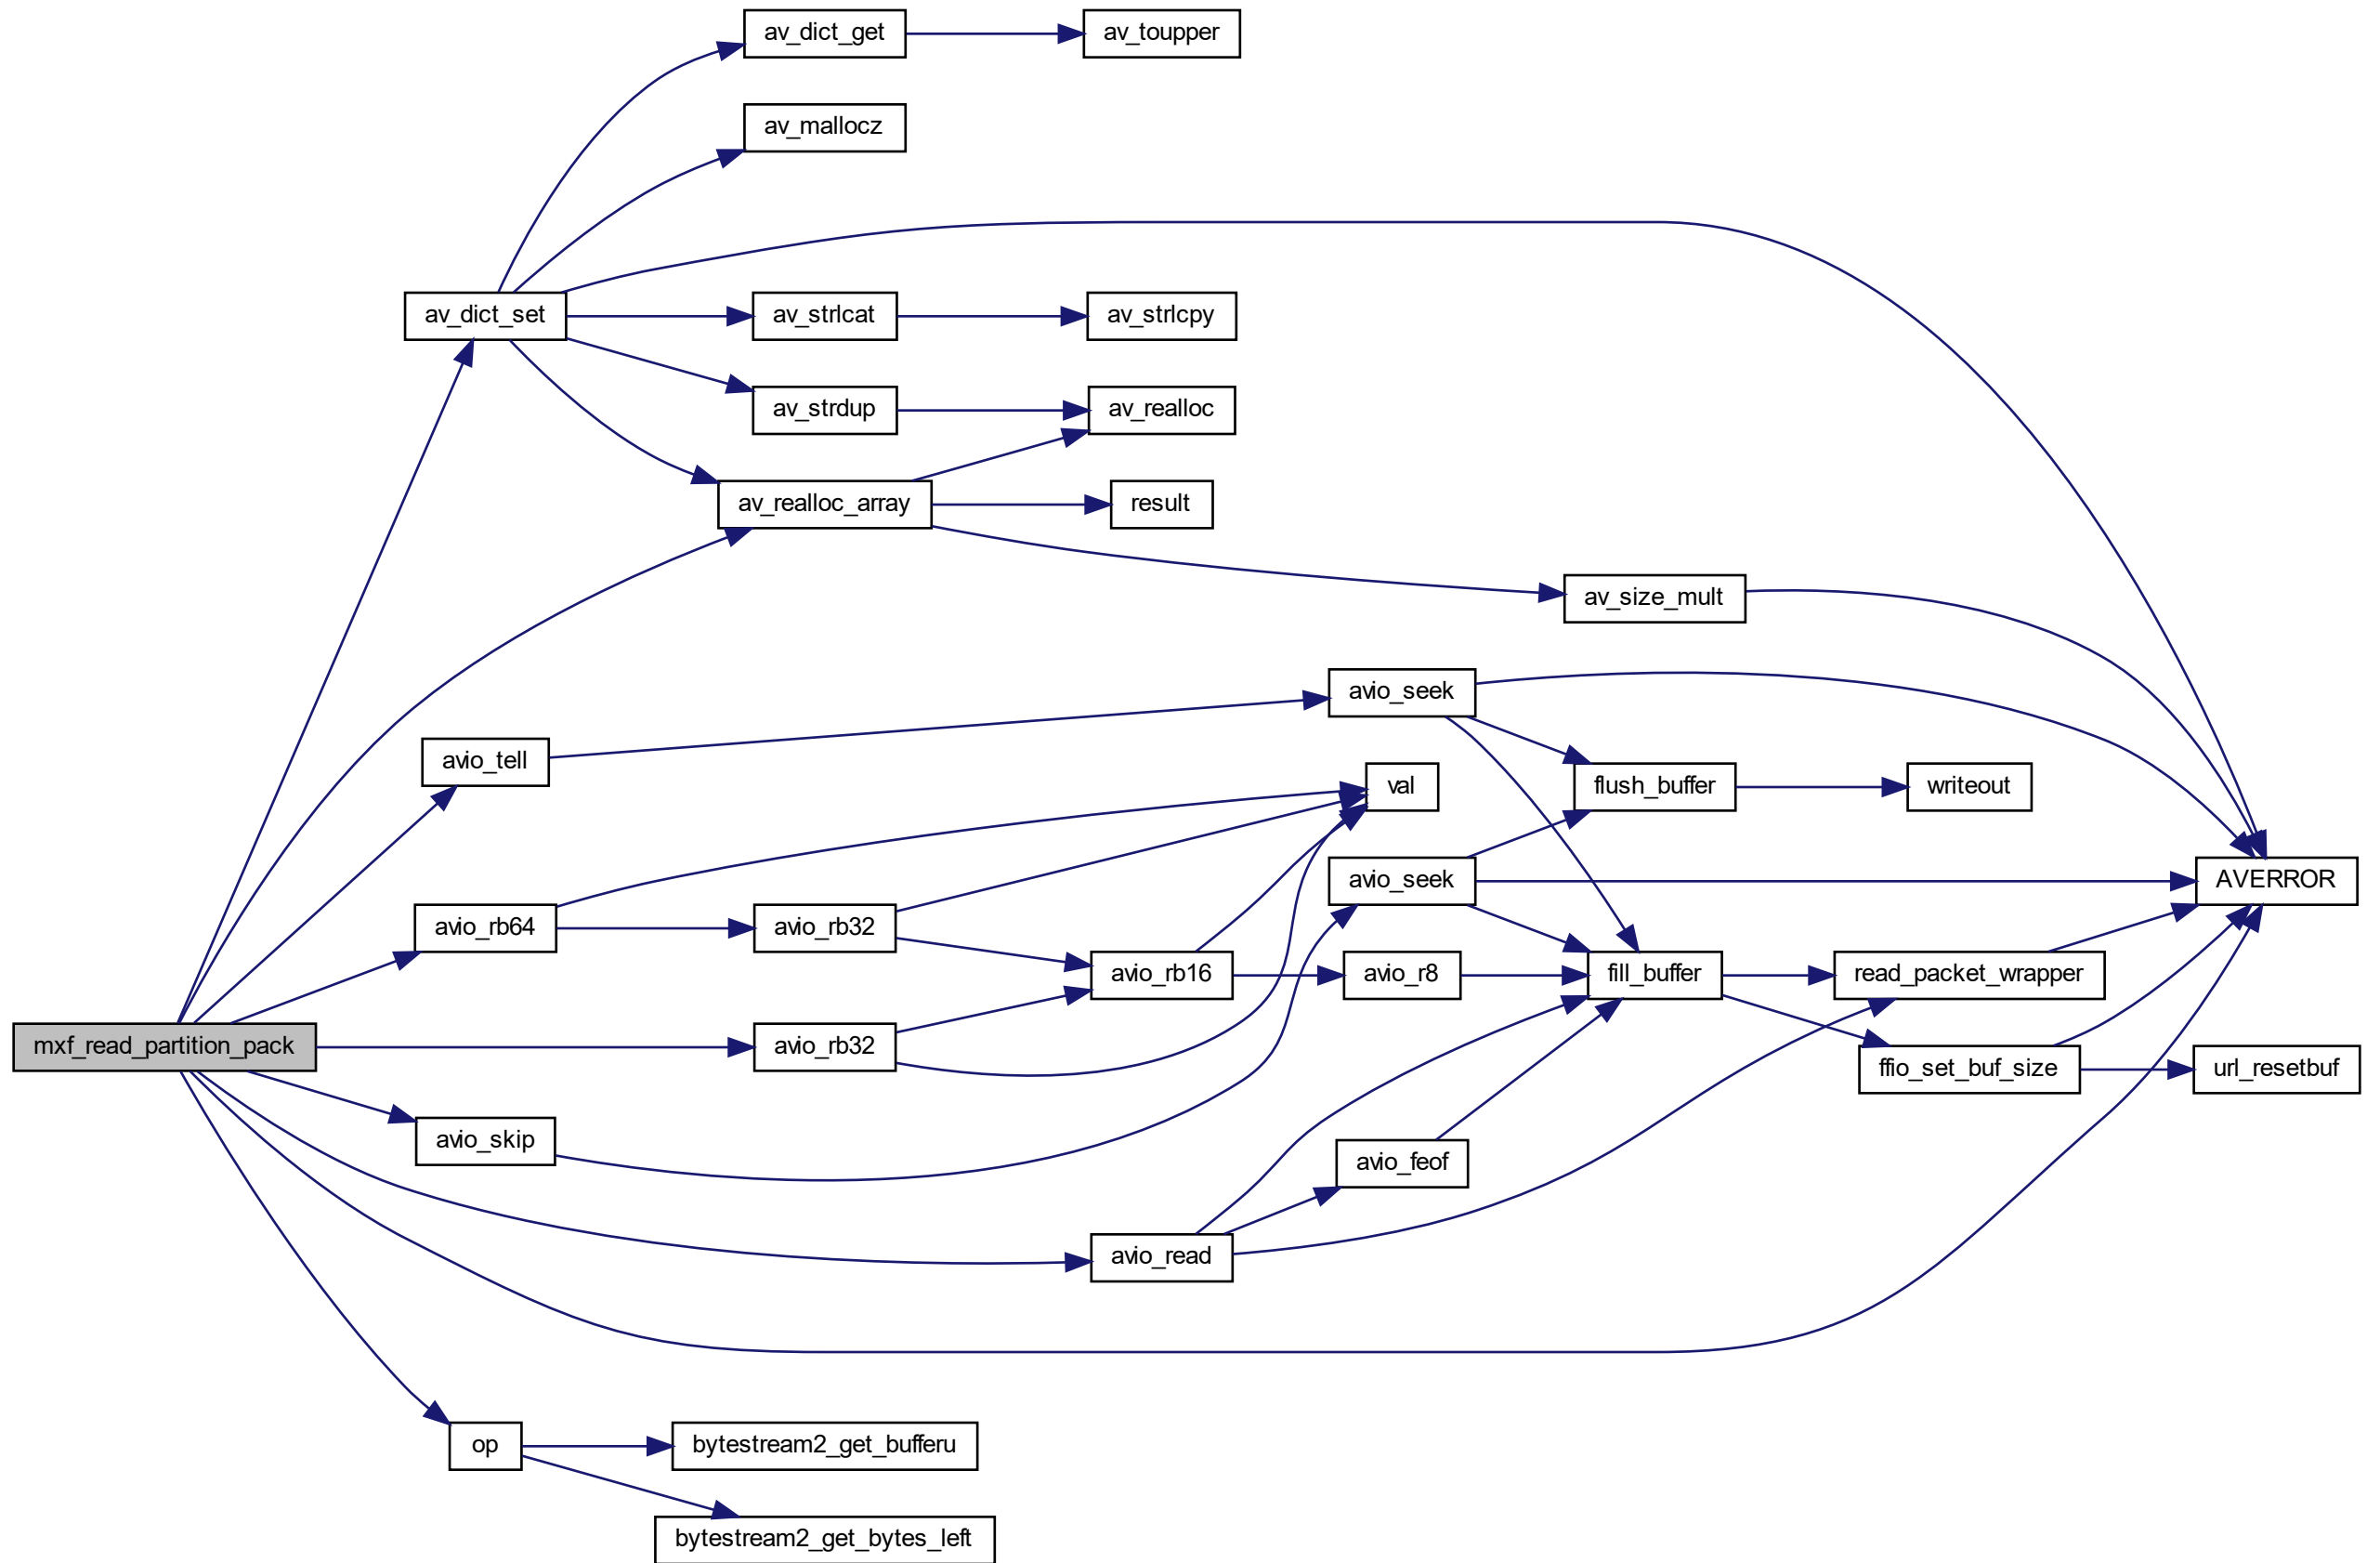 av_dict_get
av_toupper
av_mallocz
av_dict_set
av_strlcat
av_strlcpy
av_strdup
av_realloc
av_realloc_array
result
av_size_mult
avio_seek
avio_tell
val
flush_buffer
writeout
avio_seek
AVERROR
avio_rb64
avio_rb32
avio_rb16
avio_r8
fill_buffer
read_packet_wrapper
mxf_read_partition_pack
avio_rb32
ffio_set_buf_size
url_resetbuf
avio_skip
avio_feof
avio_read
op
bytestream2_get_bufferu
bytestream2_get_bytes_left